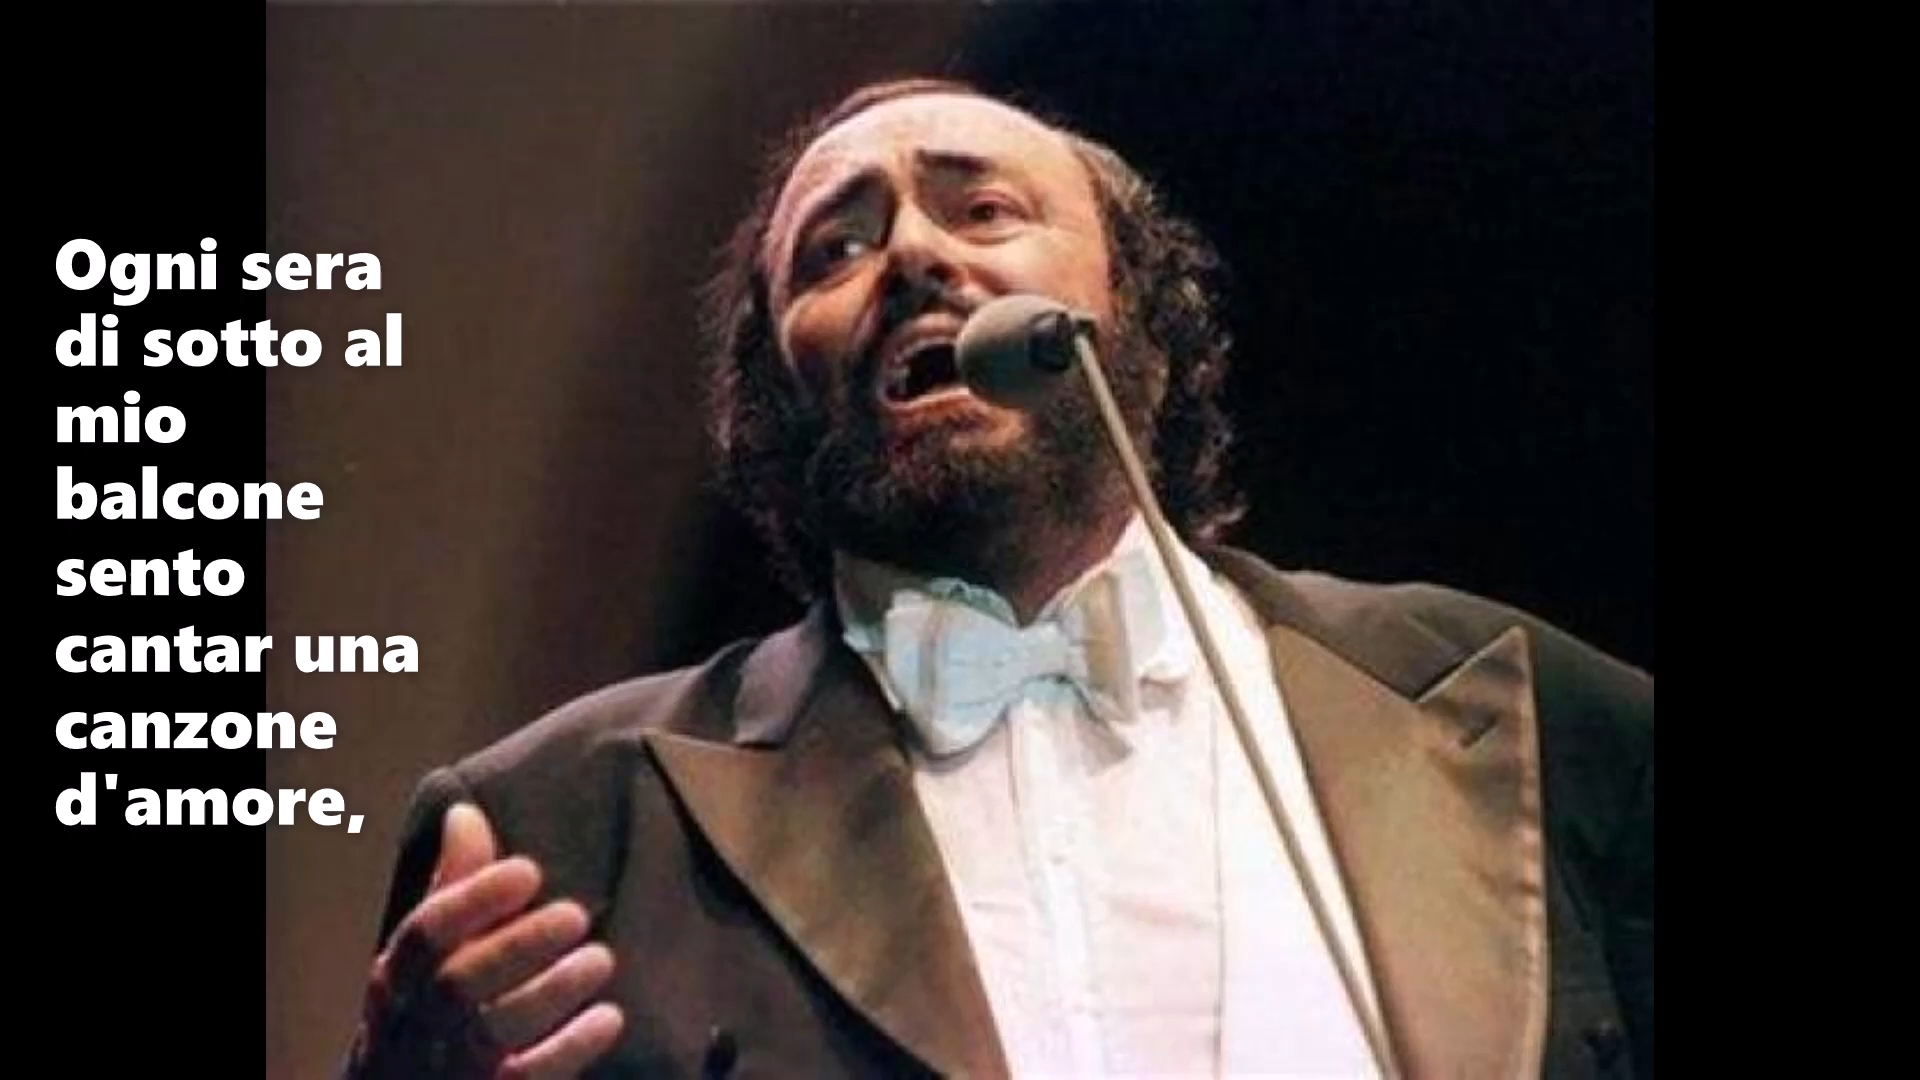 Ogni sera
di sotto al
mio
balcone
sento
cantar una
canzone
d'amore,